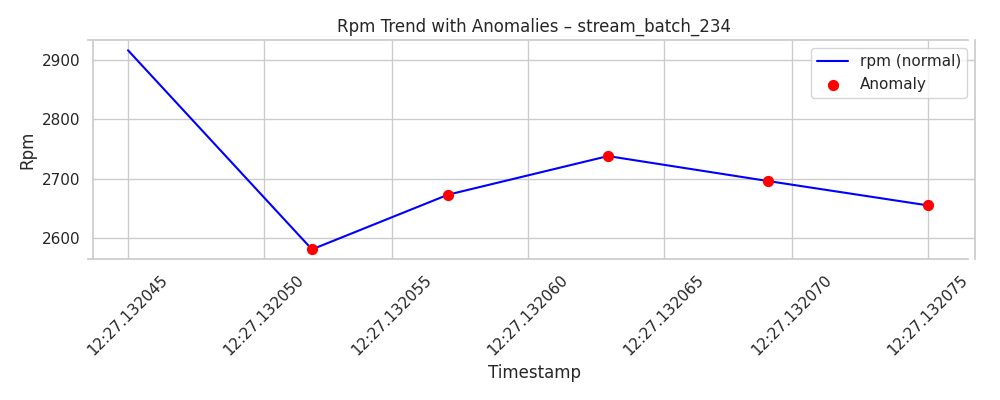 Rpm Trend with Anomalies – stream_batch_234
rpm (normal)
Anomaly
Rpm
2900
2800
2700
2600
12:27.132045
12:27.132050
12:27.132055
12:27.132060
12:27.132065
12:27.132070
12:27.132075
Timestamp